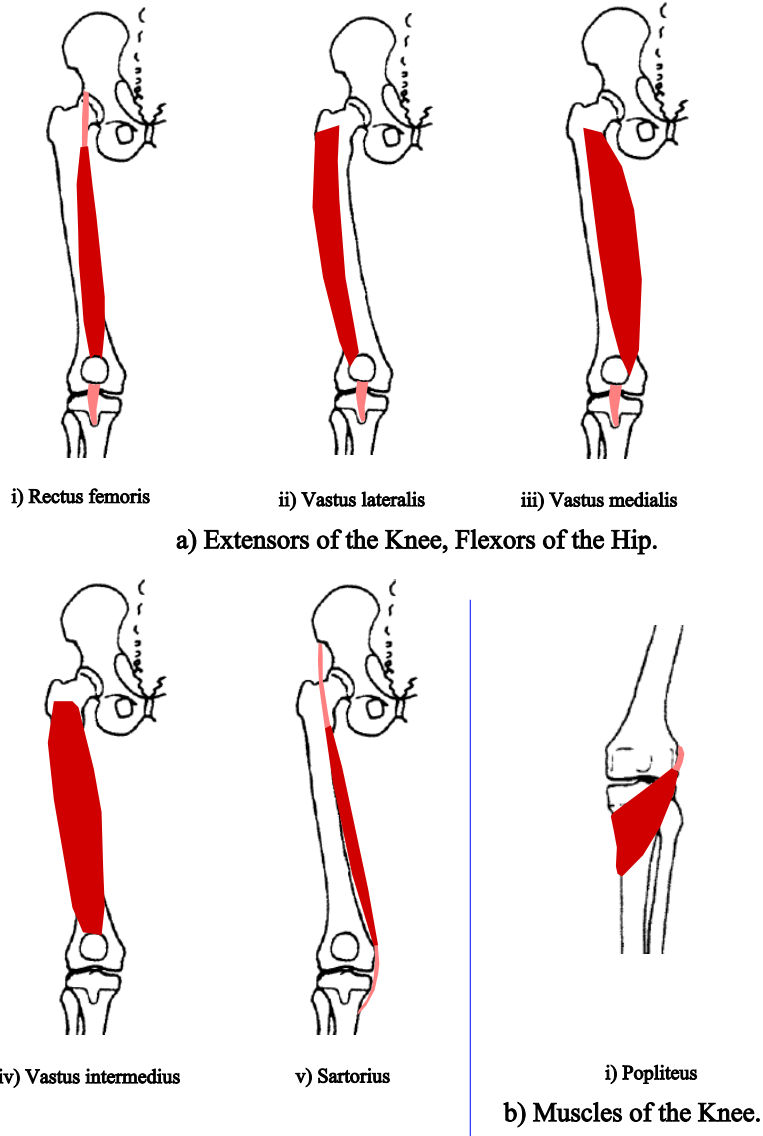 i) Rectus femoris
ii) Vastus lateralis
iii) Vastus medialis
a) Extensors of the Knee, Flexors of the Hip.
iv) Vastus intermedius
v) Sartorius
i) Popliteus
b) Muscles of the Knee.